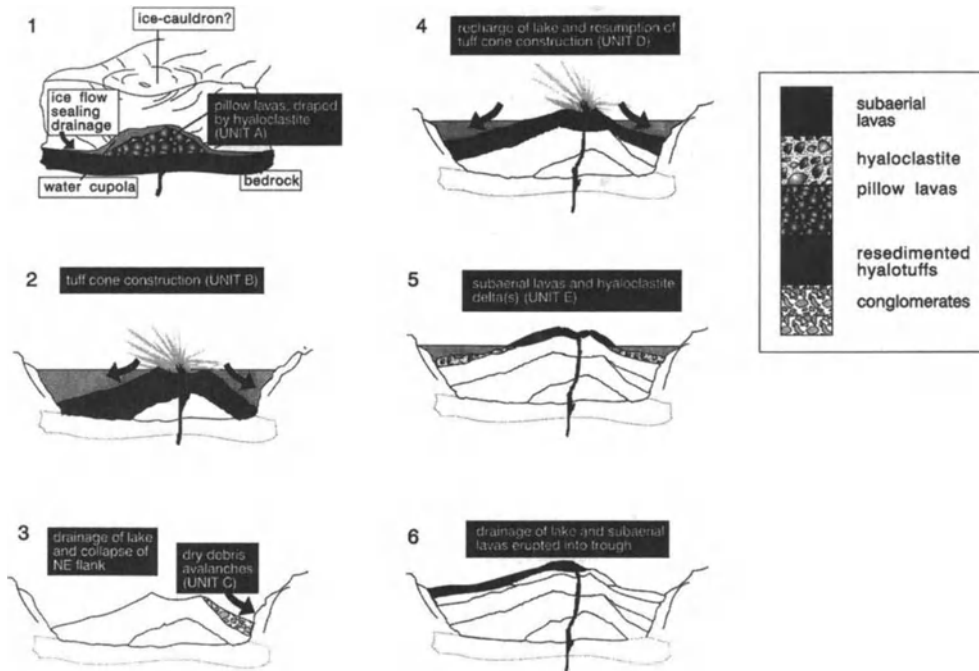 1
ice-cauldron?
ice flow
sealing
drainage
pillow lavas, draped
by hyaloclastite
(UNIT A)
water cupola
bedrock
2
tuff cone construction (UNIT B)
3
drainage of lake
and collapse of
NE flank
dry debris
avalanches
(UNIT C)
4
recharge of lake and resumption of
tuff cone construction (UNIT D)
5
subaerial lavas and hyaloclastite
delta(s) (UNIT E)
6
drainage of lake and subaerial
lavas erupted into trough
subaerial
lavas
hyaloclastite
pillow lavas
resedimented
hyalotuffs
conglomerates